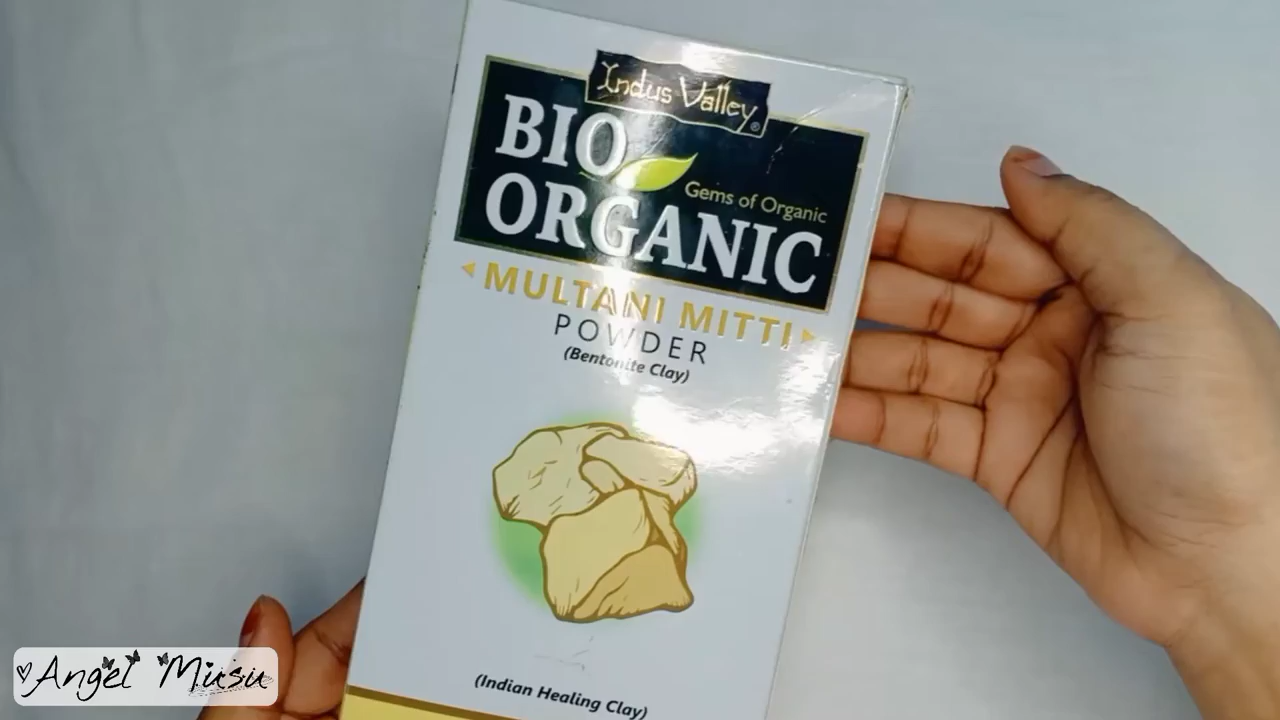 Indus Valley®
BIO
Gems of Organic
ORGANIC
MULTANI MITTI
POWDER
(Bentonite Clay)
(Indian Healing Clay)
Angel Musu